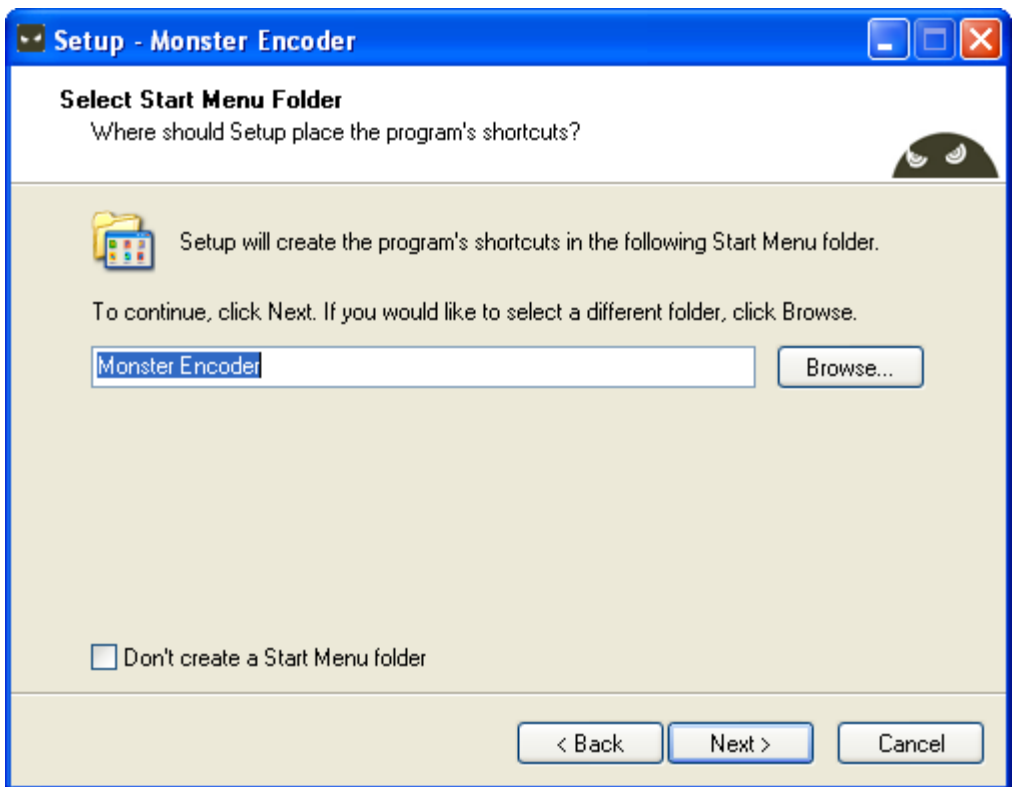 Setup - Monster Encoder
Select Start Menu Folder
Where should Setup place the program's shortcuts?
Setup will create the program's shortcuts in the following Start Menu folder.
To continue, click Next. If you would like to select a different folder, click Browse.
Monster Encoder
Browse...
Don't create a Start Menu folder
< Back
Next >
Cancel